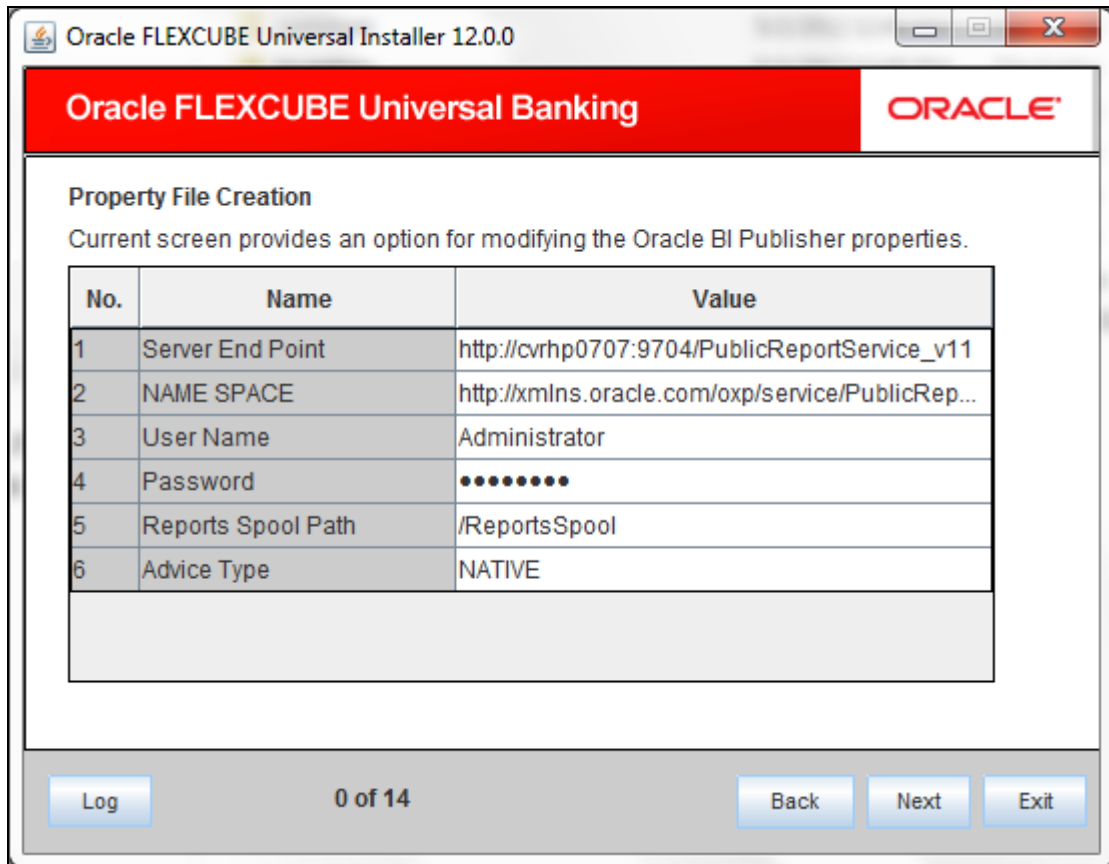 Oracle FLEXCUBE Universal Installer 12.0.0
Oracle FLEXCUBE Universal Banking ORACLE
Property File Creation
Current screen provides an option for modifying the Oracle BI Publisher properties.
No. Name Value
1 Server End Point http://cvrhp0707:9704/PublicReportService_v11
2 NAME SPACE http://xmlns.oracle.com/oxp/service/PublicRep...
3 User Name Administrator
4 Password ●●●●●●●●
5 Reports Spool Path /ReportsSpool
6 Advice Type NATIVE
Log 0 of 14 Back Next Exit